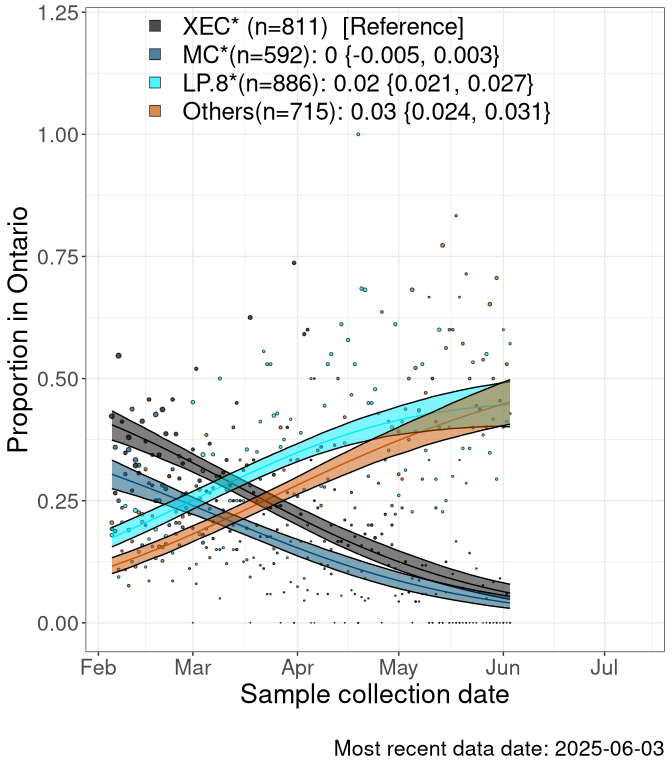 1.25
XEC* (n=811)  [Reference]
MC*(n=592): 0 {-0.005, 0.003}
LP.8*(n=886): 0.02 {0.021, 0.027}
Others(n=715): 0.03 {0.024, 0.031}
1.00
0.75
0.50
0.25
0.00
Proportion in Ontario
Feb Mar Apr May Jun Jul
Sample collection date
Most recent data date: 2025-06-03